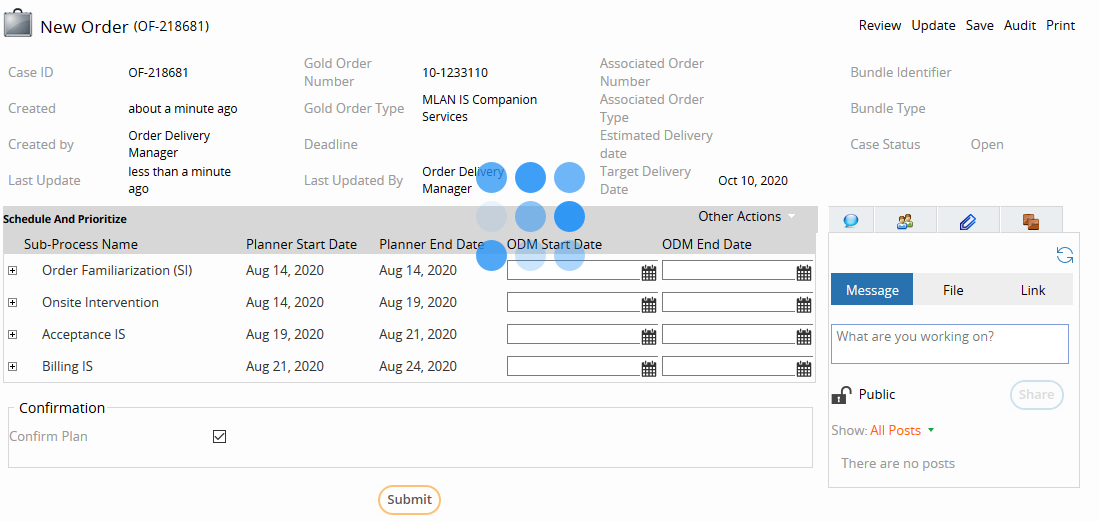 New Order (OF-218681)
Review Update Save Audit Print
Case ID OF-218681 Gold Order Number 10-1233110 Associated Order Number Bundle Identifier
Created about a minute ago Gold Order Type MLAN IS Companion Services Associated Order Type Bundle Type
Created by Order Delivery Manager Deadline Estimated Delivery date Case Status Open
Last Update less than a minute ago Last Updated By Order Delivery Manager Target Delivery Date Oct 10, 2020
Schedule And Prioritize Other Actions
Sub-Process Name Planner Start Date Planner End Date ODM Start Date ODM End Date
Order Familiarization (SI) Aug 14, 2020 Aug 14, 2020
Onsite Intervention Aug 14, 2020 Aug 19, 2020
Acceptance IS Aug 19, 2020 Aug 21, 2020
Billing IS Aug 21, 2020 Aug 24, 2020
Confirmation
Confirm Plan
Submit
Message File Link
What are you working on?
Public Share
Show: All Posts
There are no posts